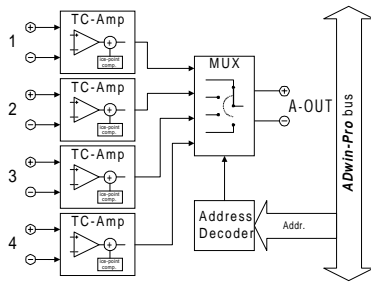 TC-Amp
1
ice-point
comp.
TC-Amp
2
ice-point
comp.
TC-Amp
3
ice-point
comp.
TC-Amp
4
ice-point
comp.
MUX
A-OUT
Address
Decoder
Addr.
ADwin-Pro bus